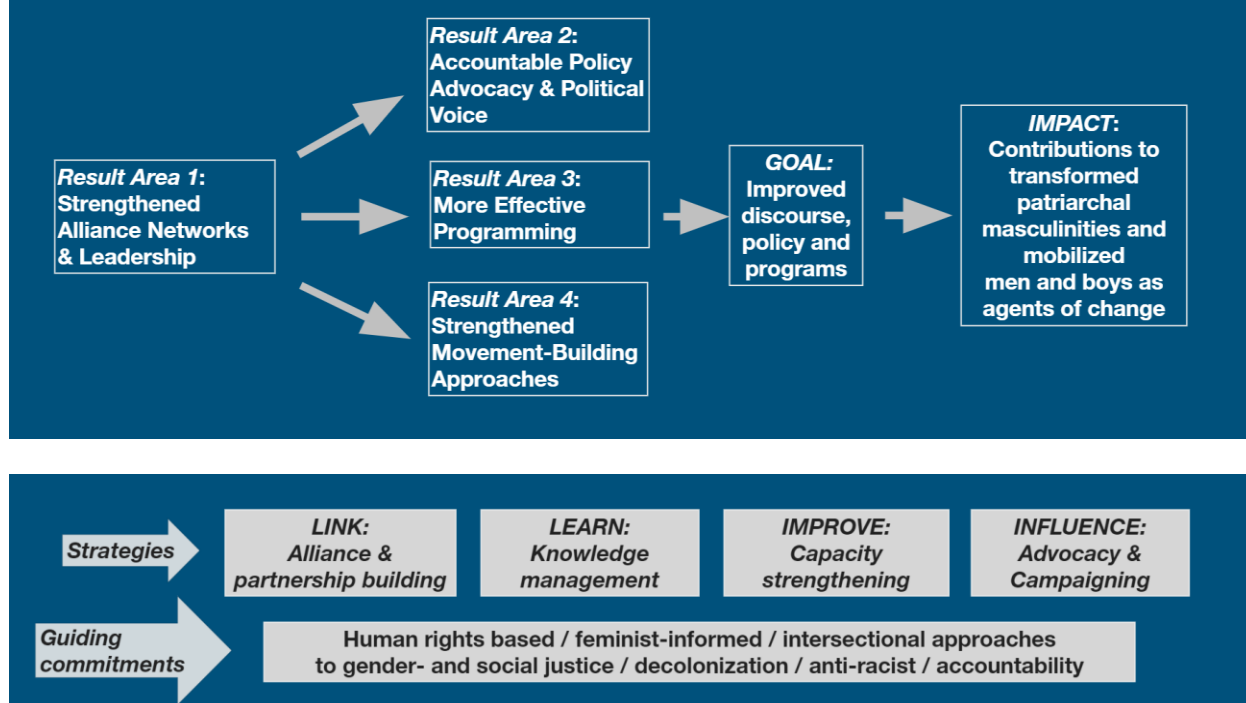 Result Area 1:
Strengthened
Alliance Networks
& Leadership
Result Area 2:
Accountable Policy
Advocacy & Political
Voice
Result Area 3:
More Effective
Programming
Result Area 4:
Strengthened
Movement-Building
Approaches
GOAL:
Improved
discourse,
policy and
programs
IMPACT:
Contributions to
transformed
patriarchal
masculinities and
mobilized
men and boys as
agents of change
Strategies
LINK:
Alliance &
partnership building
LEARN:
Knowledge
management
IMPROVE:
Capacity
strengthening
INFLUENCE:
Advocacy &
Campaigning
Guiding
commitments
Human rights based / feminist-informed / intersectional approaches
to gender- and social justice / decolonization / anti-racist / accountability